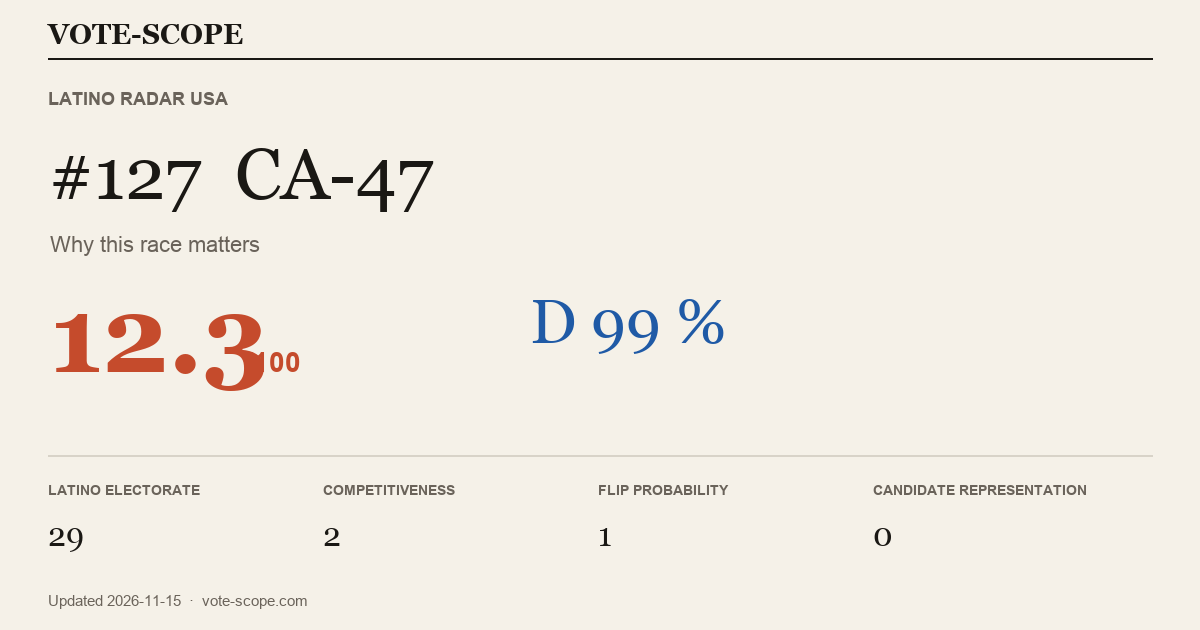 VOTE-SCOPE
LATINO RADAR USA
#127 CA-47
Why this race matters
12.3 100
D 99 %
LATINO ELECTORATE COMPETITIVENESS FLIP PROBABILITY CANDIDATE REPRESENTATION
29 2 1 0
Updated 2026-11-15 · vote-scope.com